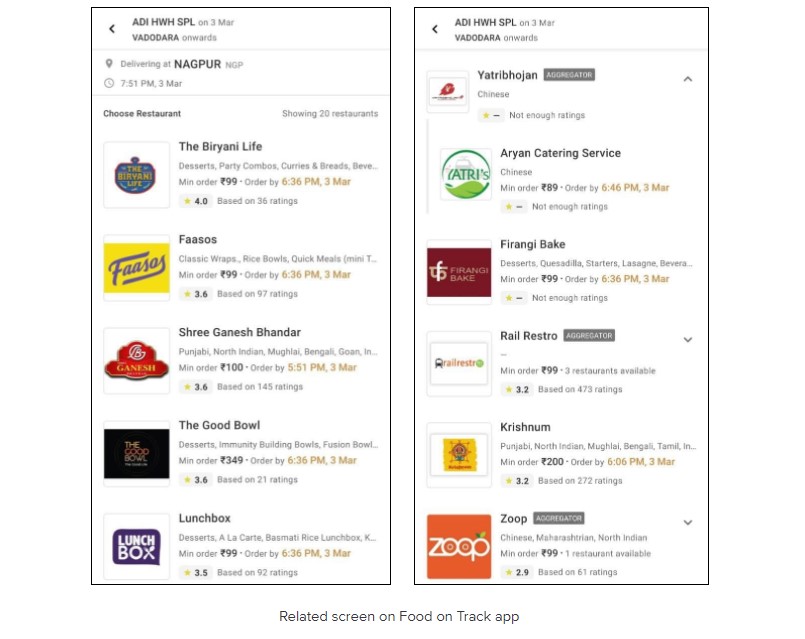 ADI HWH SPL on 3 Mar
VADODARA onwards
Delivering at NAGPUR NGP
7:51 PM, 3 Mar
Choose Restaurant
Showing 20 restaurants
THE BIRYANI LIFE
The Biryani Life
Desserts, Party Combos, Curries & Breads, Beve...
Min order ₹99 · Order by 6:36 PM, 3 Mar
4.0 Based on 36 ratings
Faasos
Faasos
Classic Wraps., Rice Bowls, Quick Meals (mini T...
Min order ₹99 · Order by 6:36 PM, 3 Mar
3.6 Based on 97 ratings
GANESH
Shree Ganesh Bhandar
Punjabi, North Indian, Mughlai, Bengali, Goan, In...
Min order ₹100 · Order by 5:51 PM, 3 Mar
3.6 Based on 145 ratings
THE GOOD BOWL
The Good Bowl
Desserts, Immunity Building Bowls, Fusion Bowl...
Min order ₹349 · Order by 6:36 PM, 3 Mar
3.6 Based on 21 ratings
LUNCH BOX
Lunchbox
Desserts, A La Carte, Basmati Rice Lunchbox, K...
Min order ₹99 · Order by 6:36 PM, 3 Mar
3.5 Based on 92 ratings
ADI HWH SPL on 3 Mar
VADODARA onwards
Yatribhojan AGGREGATOR
Chinese
– Not enough ratings
YATRI's
Aryan Catering Service
Chinese
Min order ₹89 · Order by 6:46 PM, 3 Mar
– Not enough ratings
FIRANGI BAKE
Firangi Bake
Desserts, Quesadilla, Starters, Lasagne, Bevera...
Min order ₹99 · Order by 6:36 PM, 3 Mar
– Not enough ratings
railrestro
Rail Restro AGGREGATOR
--
Min order ₹99 · 3 restaurants available
3.2 Based on 473 ratings
Krishnum
Punjabi, North Indian, Mughlai, Bengali, Tamil, In...
Min order ₹200 · Order by 6:06 PM, 3 Mar
3.2 Based on 272 ratings
ZOOP
Zoop AGGREGATOR
Chinese, Maharashtrian, North Indian
Min order ₹99 · 1 restaurant available
2.9 Based on 61 ratings
Related screen on Food on Track app